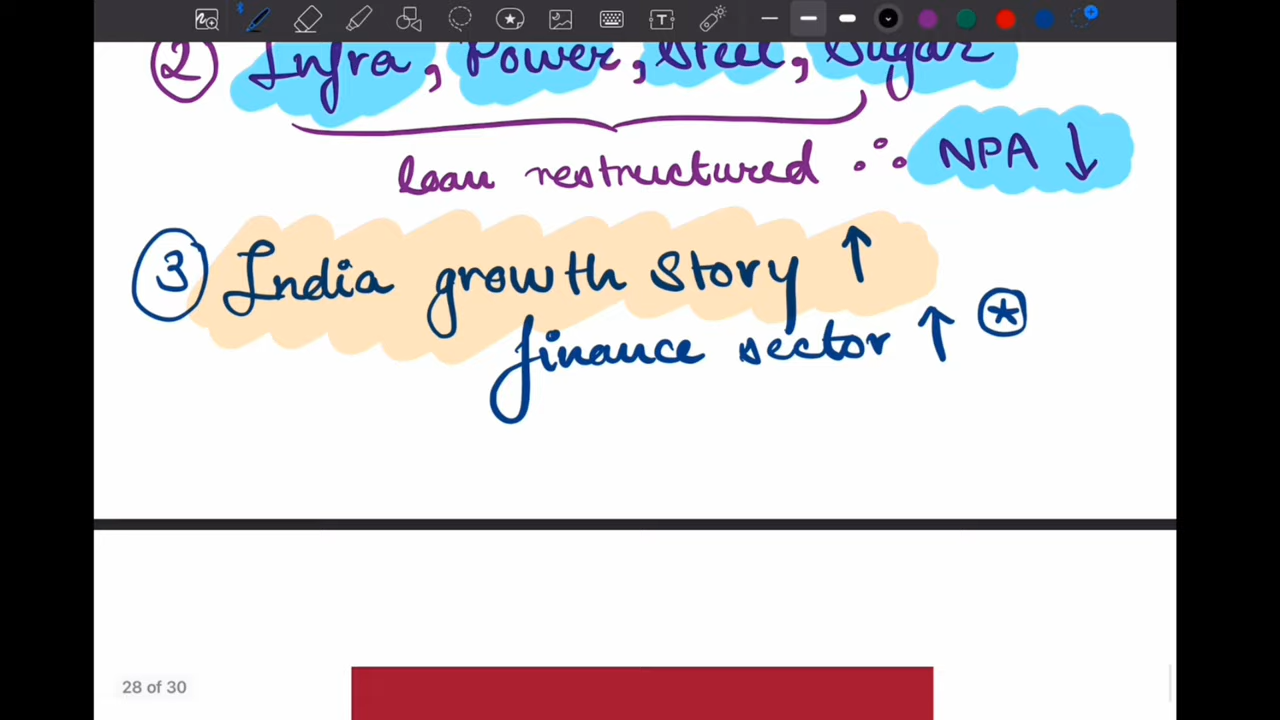 ② Infra, Power, Steel, Sugar
loan restructured ∴ NPA ↓
③ India growth story ↑
finance sector ↑ ⊛
28 of 30